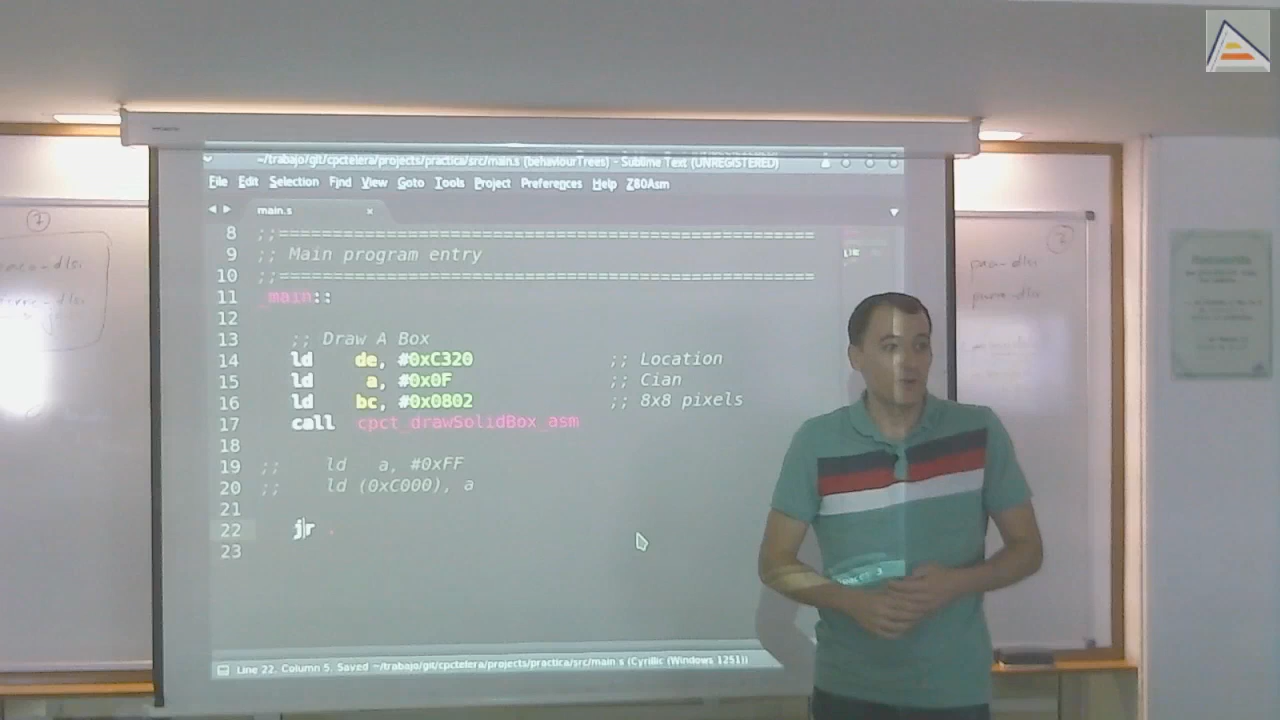 ~/trabajo/git/cpctelera/projects/practica/src/main.s (behaviourTrees) - Sublime Text (UNREGISTERED)
File Edit Selection Find View Goto Tools Project Preferences Help Z80Asm
main.s ×
8 ;;==================================================
9 ;; Main program entry
10 ;;==================================================
11 _main::
12
13 ;; Draw A Box
14 ld de, #0xC320 ;; Location
15 ld a, #0x0F ;; Cian
16 ld bc, #0x0802 ;; 8x8 pixels
17 call cpct_drawSolidBox_asm
18
19 ;; ld a, #0xFF
20 ;; ld (0xC000), a
21
22 jr .
23
Line 22, Column 5, Saved ~/trabajo/git/cpctelera/projects/practica/src/main.s (Cyrillic (Windows 1251))